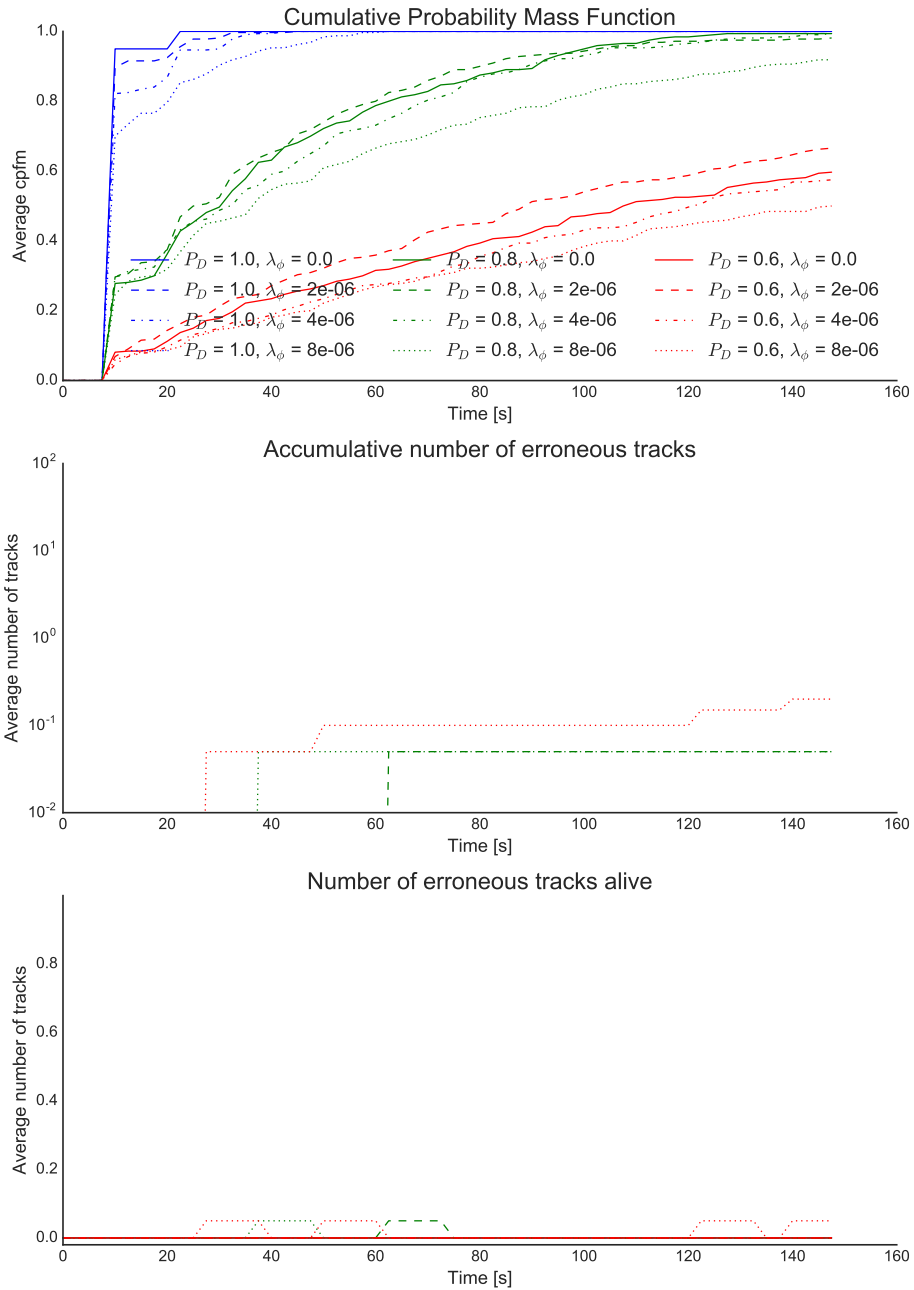 Cumulative Probability Mass Function
1.0
0.8
0.6
0.4
0.2
0.0
Average cpfm
P_D = 1.0, λ_ϕ = 0.0 P_D = 0.8, λ_ϕ = 0.0 P_D = 0.6, λ_ϕ = 0.0
P_D = 1.0, λ_ϕ = 2e-06 P_D = 0.8, λ_ϕ = 2e-06 P_D = 0.6, λ_ϕ = 2e-06
P_D = 1.0, λ_ϕ = 4e-06 P_D = 0.8, λ_ϕ = 4e-06 P_D = 0.6, λ_ϕ = 4e-06
P_D = 1.0, λ_ϕ = 8e-06 P_D = 0.8, λ_ϕ = 8e-06 P_D = 0.6, λ_ϕ = 8e-06
0 20 40 60 80 100 120 140 160
Time [s]
Accumulative number of erroneous tracks
10^2
10^1
10^0
10^-1
10^-2
Average number of tracks
0 20 40 60 80 100 120 140 160
Time [s]
Number of erroneous tracks alive
0.8
0.6
0.4
0.2
0.0
Average number of tracks
0 20 40 60 80 100 120 140 160
Time [s]